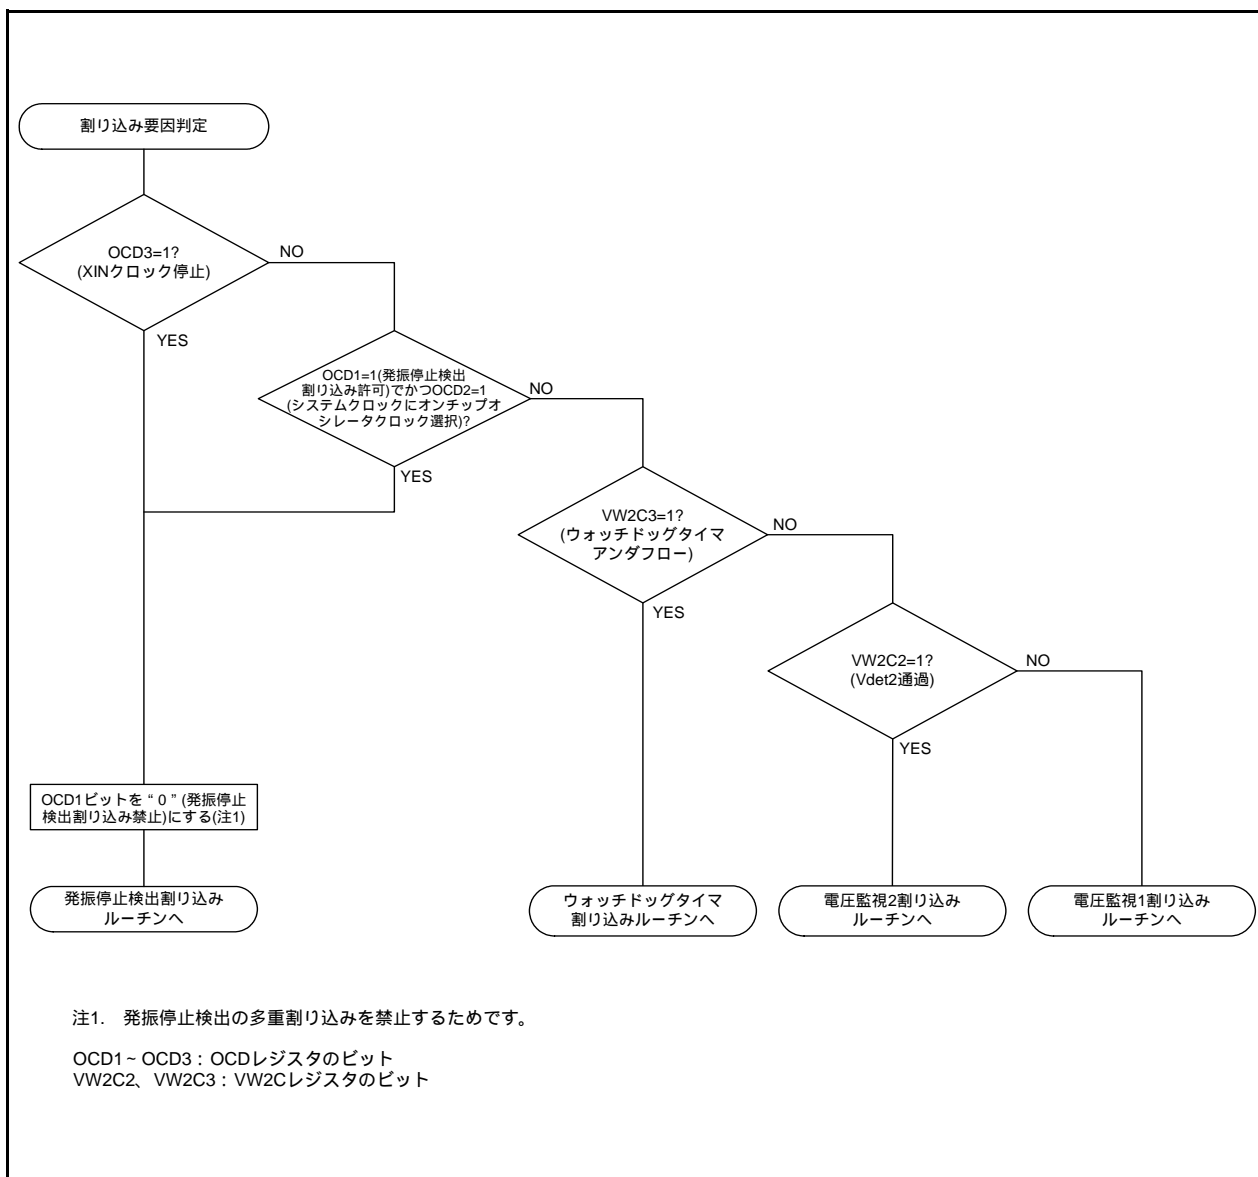 割り込み要因判定
OCD3=1?
(XINクロック停止)
NO
YES
OCD1=1(発振停止検出
割り込み許可)でかつOCD2=1
(システムクロックにオンチップオ
シレータクロック選択)?
NO
YES
VW2C3=1?
(ウォッチドッグタイマ
アンダフロー)
NO
YES
VW2C2=1?
(Vdet2通過)
NO
YES
OCD1ビットを“0”(発振停止
検出割り込み禁止)にする(注1)
発振停止検出割り込み
ルーチンへ
ウォッチドッグタイマ
割り込みルーチンへ
電圧監視2割り込み
ルーチンへ
電圧監視1割り込み
ルーチンへ
注1. 発振停止検出の多重割り込みを禁止するためです。
OCD1~OCD3:OCDレジスタのビット
VW2C2、VW2C3:VW2Cレジスタのビット